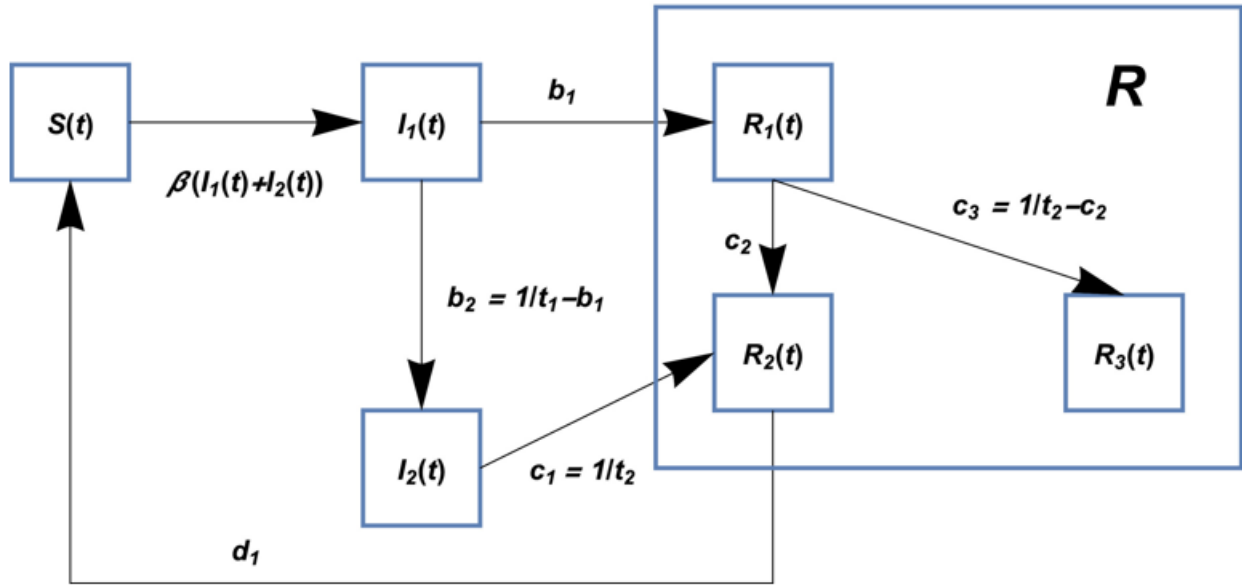 R
S(t)
I₁(t)
b₁
R₁(t)
β(I₁(t)+I₂(t))
c₃ = 1/t₂–c₂
c₂
b₂ = 1/t₁–b₁
R₂(t)
R₃(t)
I₂(t)
c₁ = 1/t₂
d₁